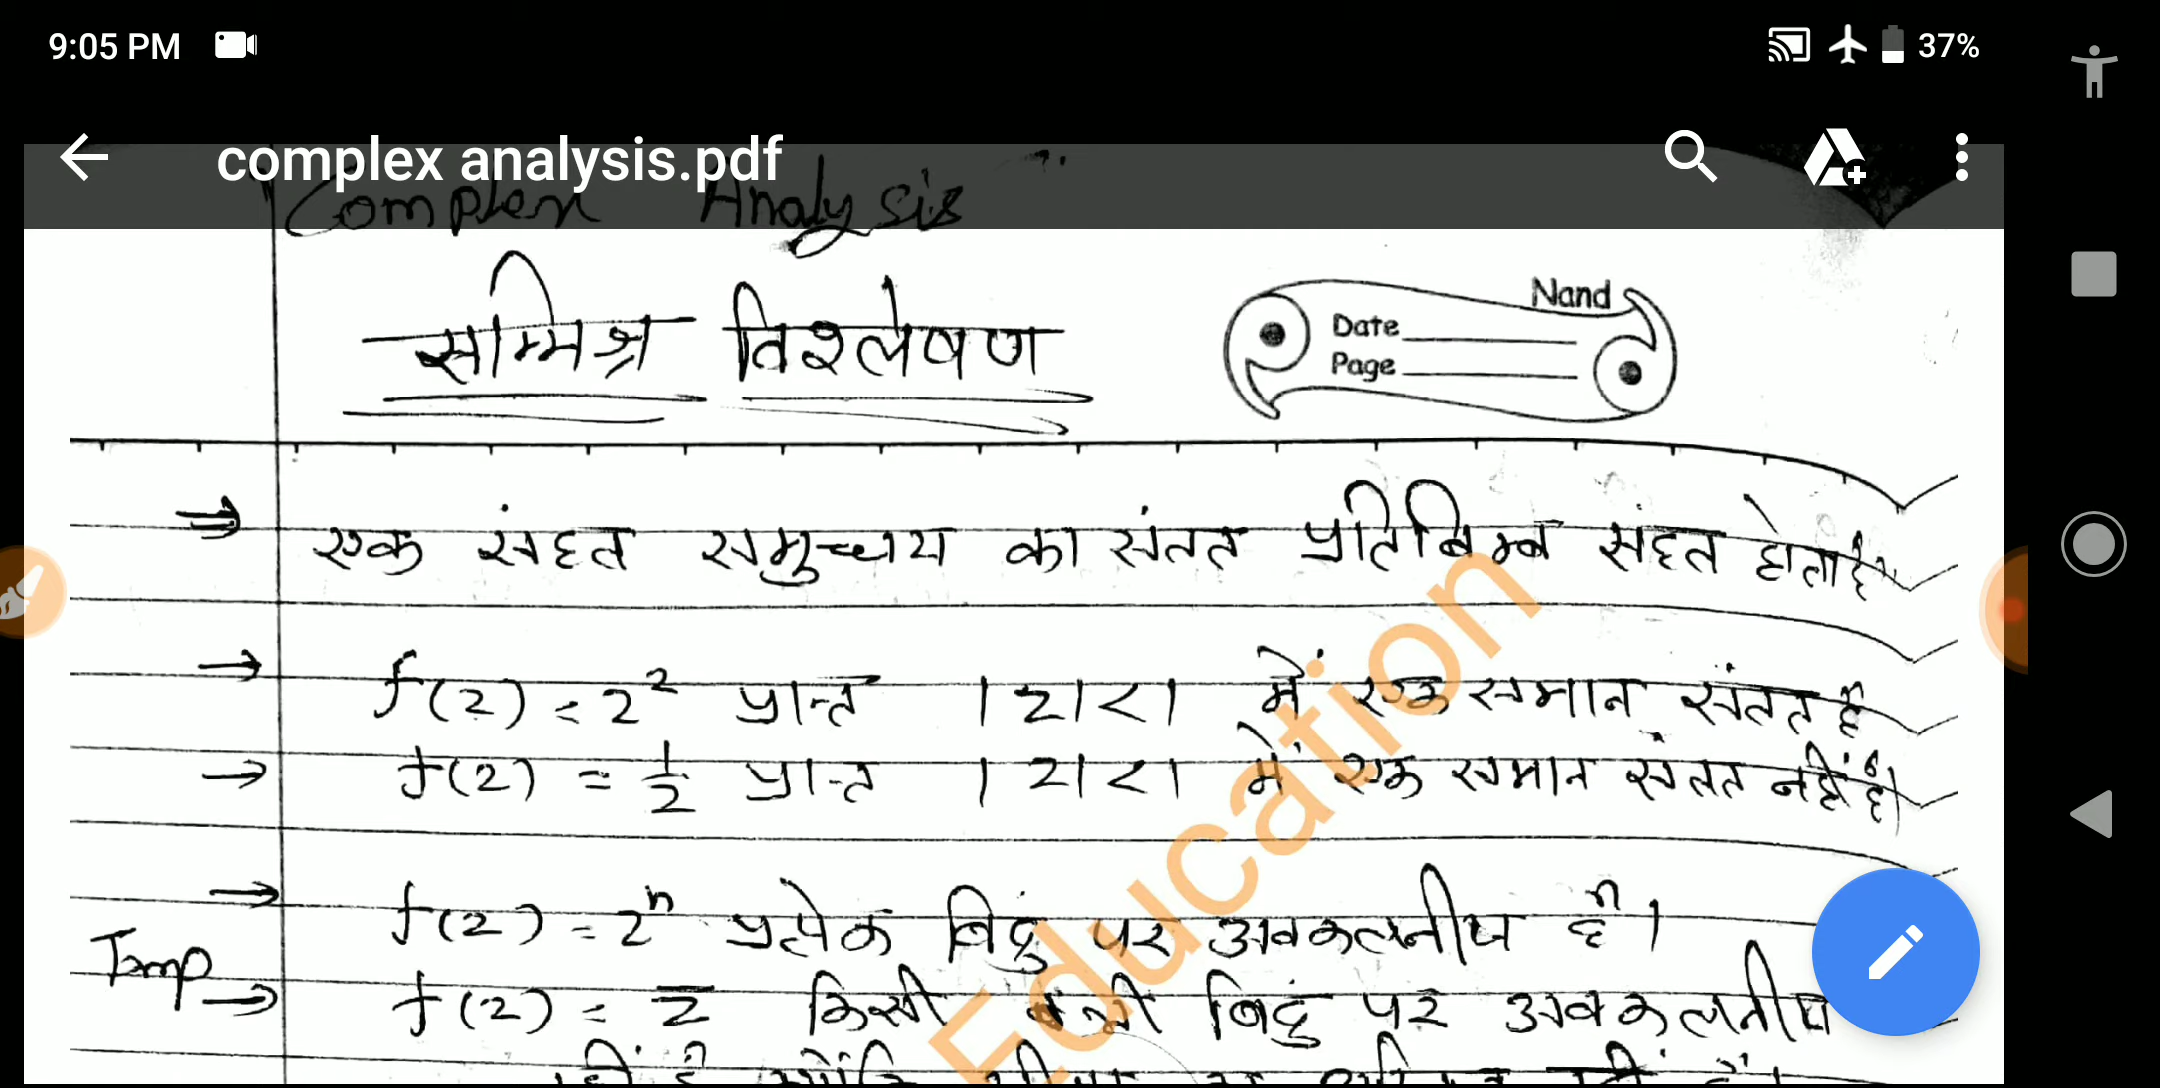 9:05 PM 37%
complex analysis.pdf
Complex Analysis
सम्मिश्र विश्लेषण
Nand
Date
Page
→ एक संहत समुच्चय का संतत प्रतिबिम्ब संहत होता है
→ f(z) = z² प्रान्त |z|<1 में एक समान संतत है
→ f(z) = 1/z प्रान्त |z|<1 में एक समान संतत नहीं है।
→ f(z) = zⁿ प्रत्येक बिंदु पर अवकलनीय है।
Imp → f(z) = z̅ किसी भी बिंदु पर अवकलनीय
Education